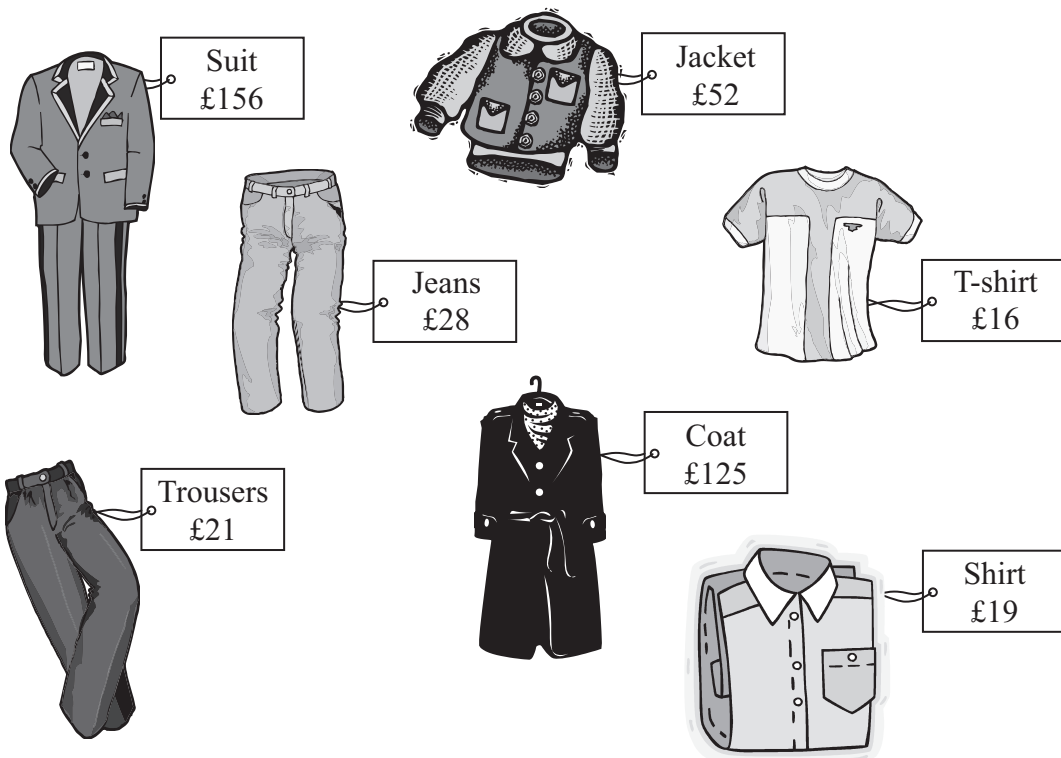 Suit
£156
Jacket
£52
Jeans
£28
T-shirt
£16
Coat
£125
Trousers
£21
Shirt
£19